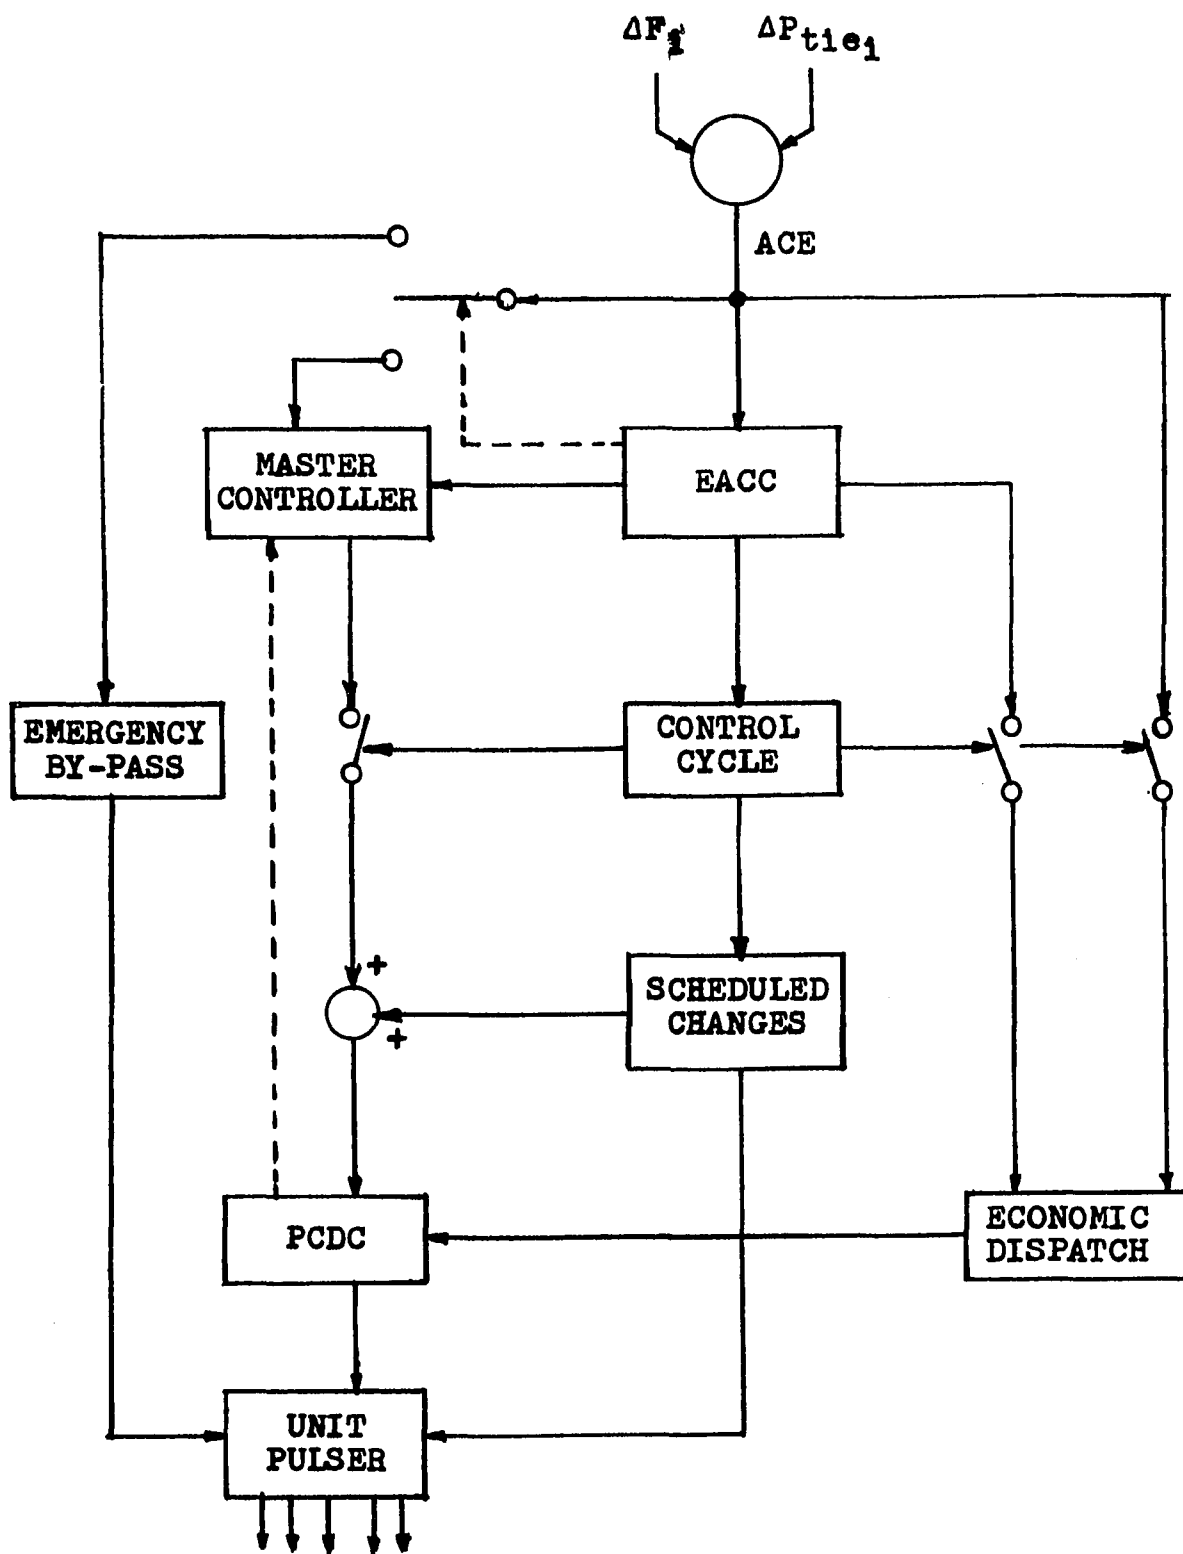 ΔF ΔPtie1
ACE
MASTER
CONTROLLER
EACC
EMERGENCY
BY-PASS
CONTROL
CYCLE
+
+
SCHEDULED
CHANGES
PCDC
ECONOMIC
DISPATCH
UNIT
PULSER